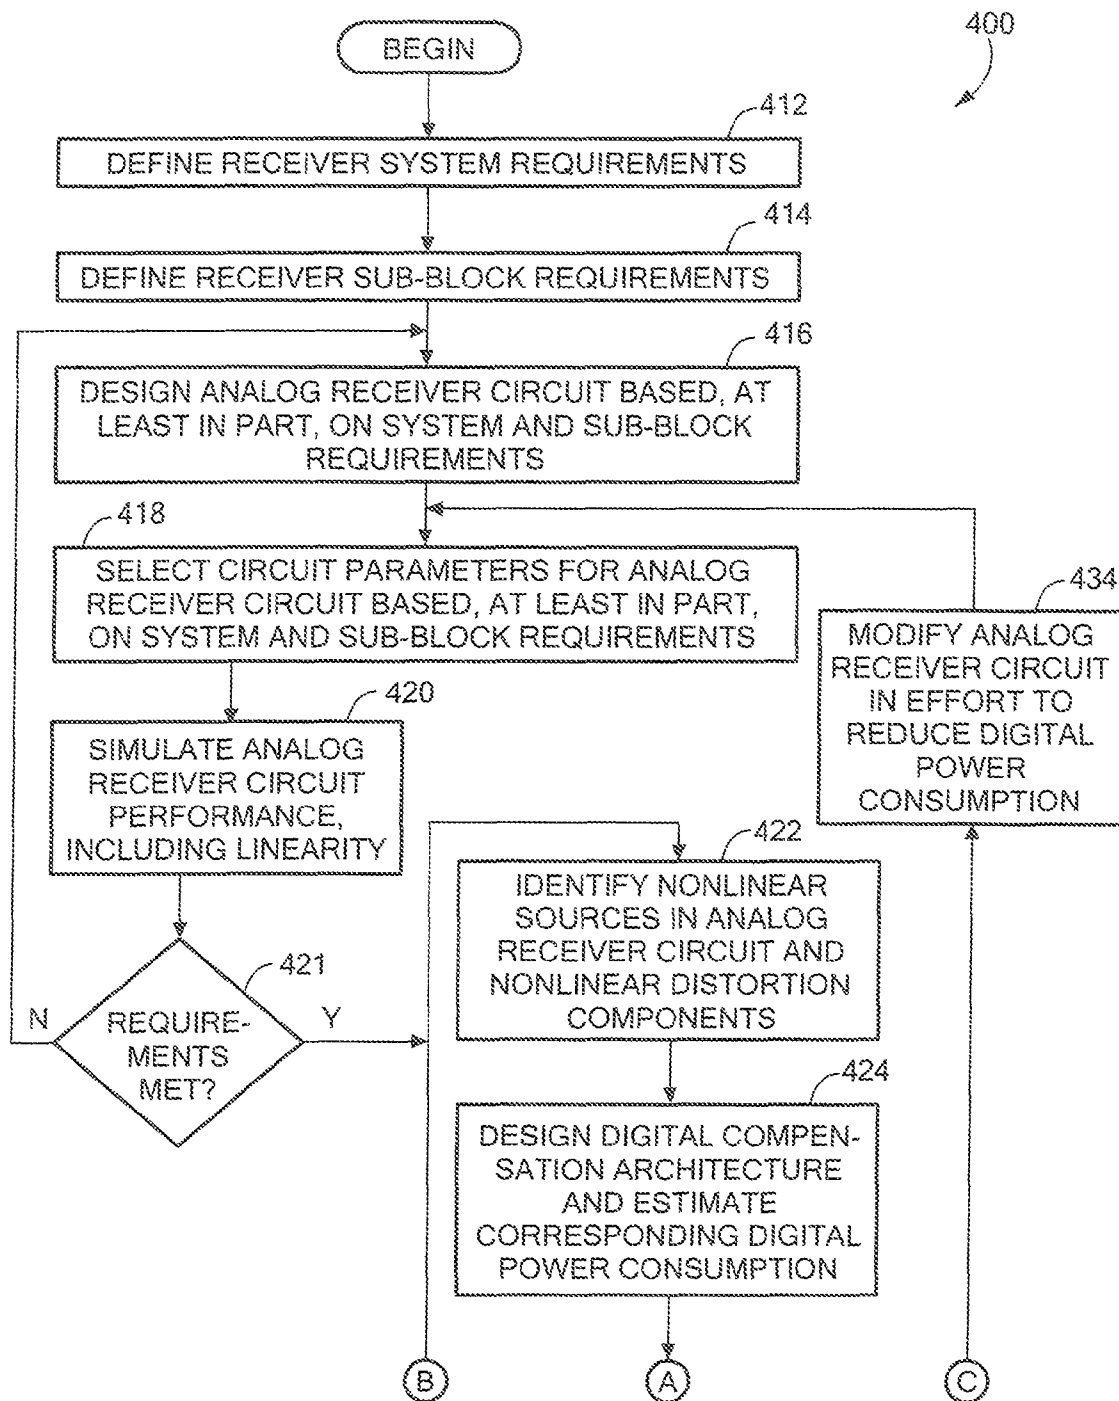 400
BEGIN
412
DEFINE RECEIVER SYSTEM REQUIREMENTS
414
DEFINE RECEIVER SUB-BLOCK REQUIREMENTS
416
DESIGN ANALOG RECEIVER CIRCUIT BASED, AT
LEAST IN PART, ON SYSTEM AND SUB-BLOCK
REQUIREMENTS
418
SELECT CIRCUIT PARAMETERS FOR ANALOG
RECEIVER CIRCUIT BASED, AT LEAST IN PART,
ON SYSTEM AND SUB-BLOCK REQUIREMENTS
434
MODIFY ANALOG
RECEIVER CIRCUIT
IN EFFORT TO
REDUCE DIGITAL
POWER
CONSUMPTION
420
SIMULATE ANALOG
RECEIVER CIRCUIT
PERFORMANCE,
INCLUDING LINEARITY
422
IDENTIFY NONLINEAR
SOURCES IN ANALOG
RECEIVER CIRCUIT AND
NONLINEAR DISTORTION
COMPONENTS
421
N
Y
REQUIRE-
MENTS
MET?
424
DESIGN DIGITAL COMPEN-
SATION ARCHITECTURE
AND ESTIMATE
CORRESPONDING DIGITAL
POWER CONSUMPTION
B
A
C